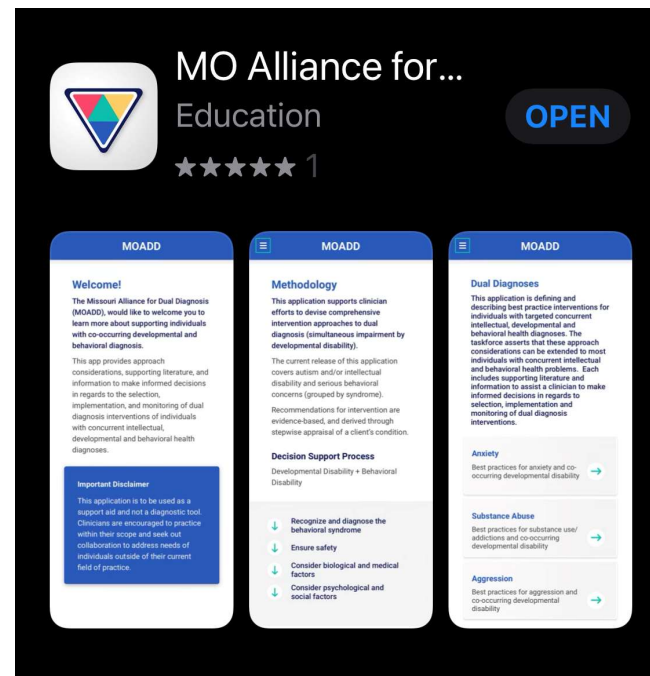 MO Alliance for...
Education
OPEN
★★★★★ 1
MOADD
Welcome!
The Missouri Alliance for Dual Diagnosis
(MOADD), would like to welcome you to
learn more about supporting individuals
with co-occurring developmental and
behavioral diagnosis.
This app provides approach
considerations, supporting literature, and
information to make informed decisions
in regards to the selection,
implementation, and monitoring of dual
diagnosis interventions of individuals
with concurrent intellectual,
developmental and behavioral health
diagnoses.
Important Disclaimer
This application is to be used as a
support aid and not a diagnostic tool.
Clinicians are encouraged to practice
within their scope and seek out
collaboration to address needs of
individuals outside of their current
field of practice.
MOADD
Methodology
This application supports clinician
efforts to devise comprehensive
intervention approaches to dual
diagnosis (simultaneous impairment by
developmental disability).
The current release of this application
covers autism and/or intellectual
disability and serious behavioral
concerns (grouped by syndrome).
Recommendations for intervention are
evidence-based, and derived through
stepwise appraisal of a client's condition.
Decision Support Process
Developmental Disability + Behavioral
Disability
Recognize and diagnose the
behavioral syndrome
Ensure safety
Consider biological and medical
factors
Consider psychological and
social factors
MOADD
Dual Diagnoses
This application is defining and
describing best practice interventions for
individuals with targeted concurrent
intellectual, developmental and
behavioral health diagnoses. The
taskforce asserts that these approach
considerations can be extended to most
individuals with concurrent intellectual
and behavioral health problems. Each
includes supporting literature and
information to assist a clinician to make
informed decisions in regards to
selection, implementation and
monitoring of dual diagnosis
interventions.
Anxiety
Best practices for anxiety and co-
occurring developmental disability
Substance Abuse
Best practices for substance use/
addictions and co-occurring
developmental disability
Aggression
Best practices for aggression and
co-occurring developmental
disability